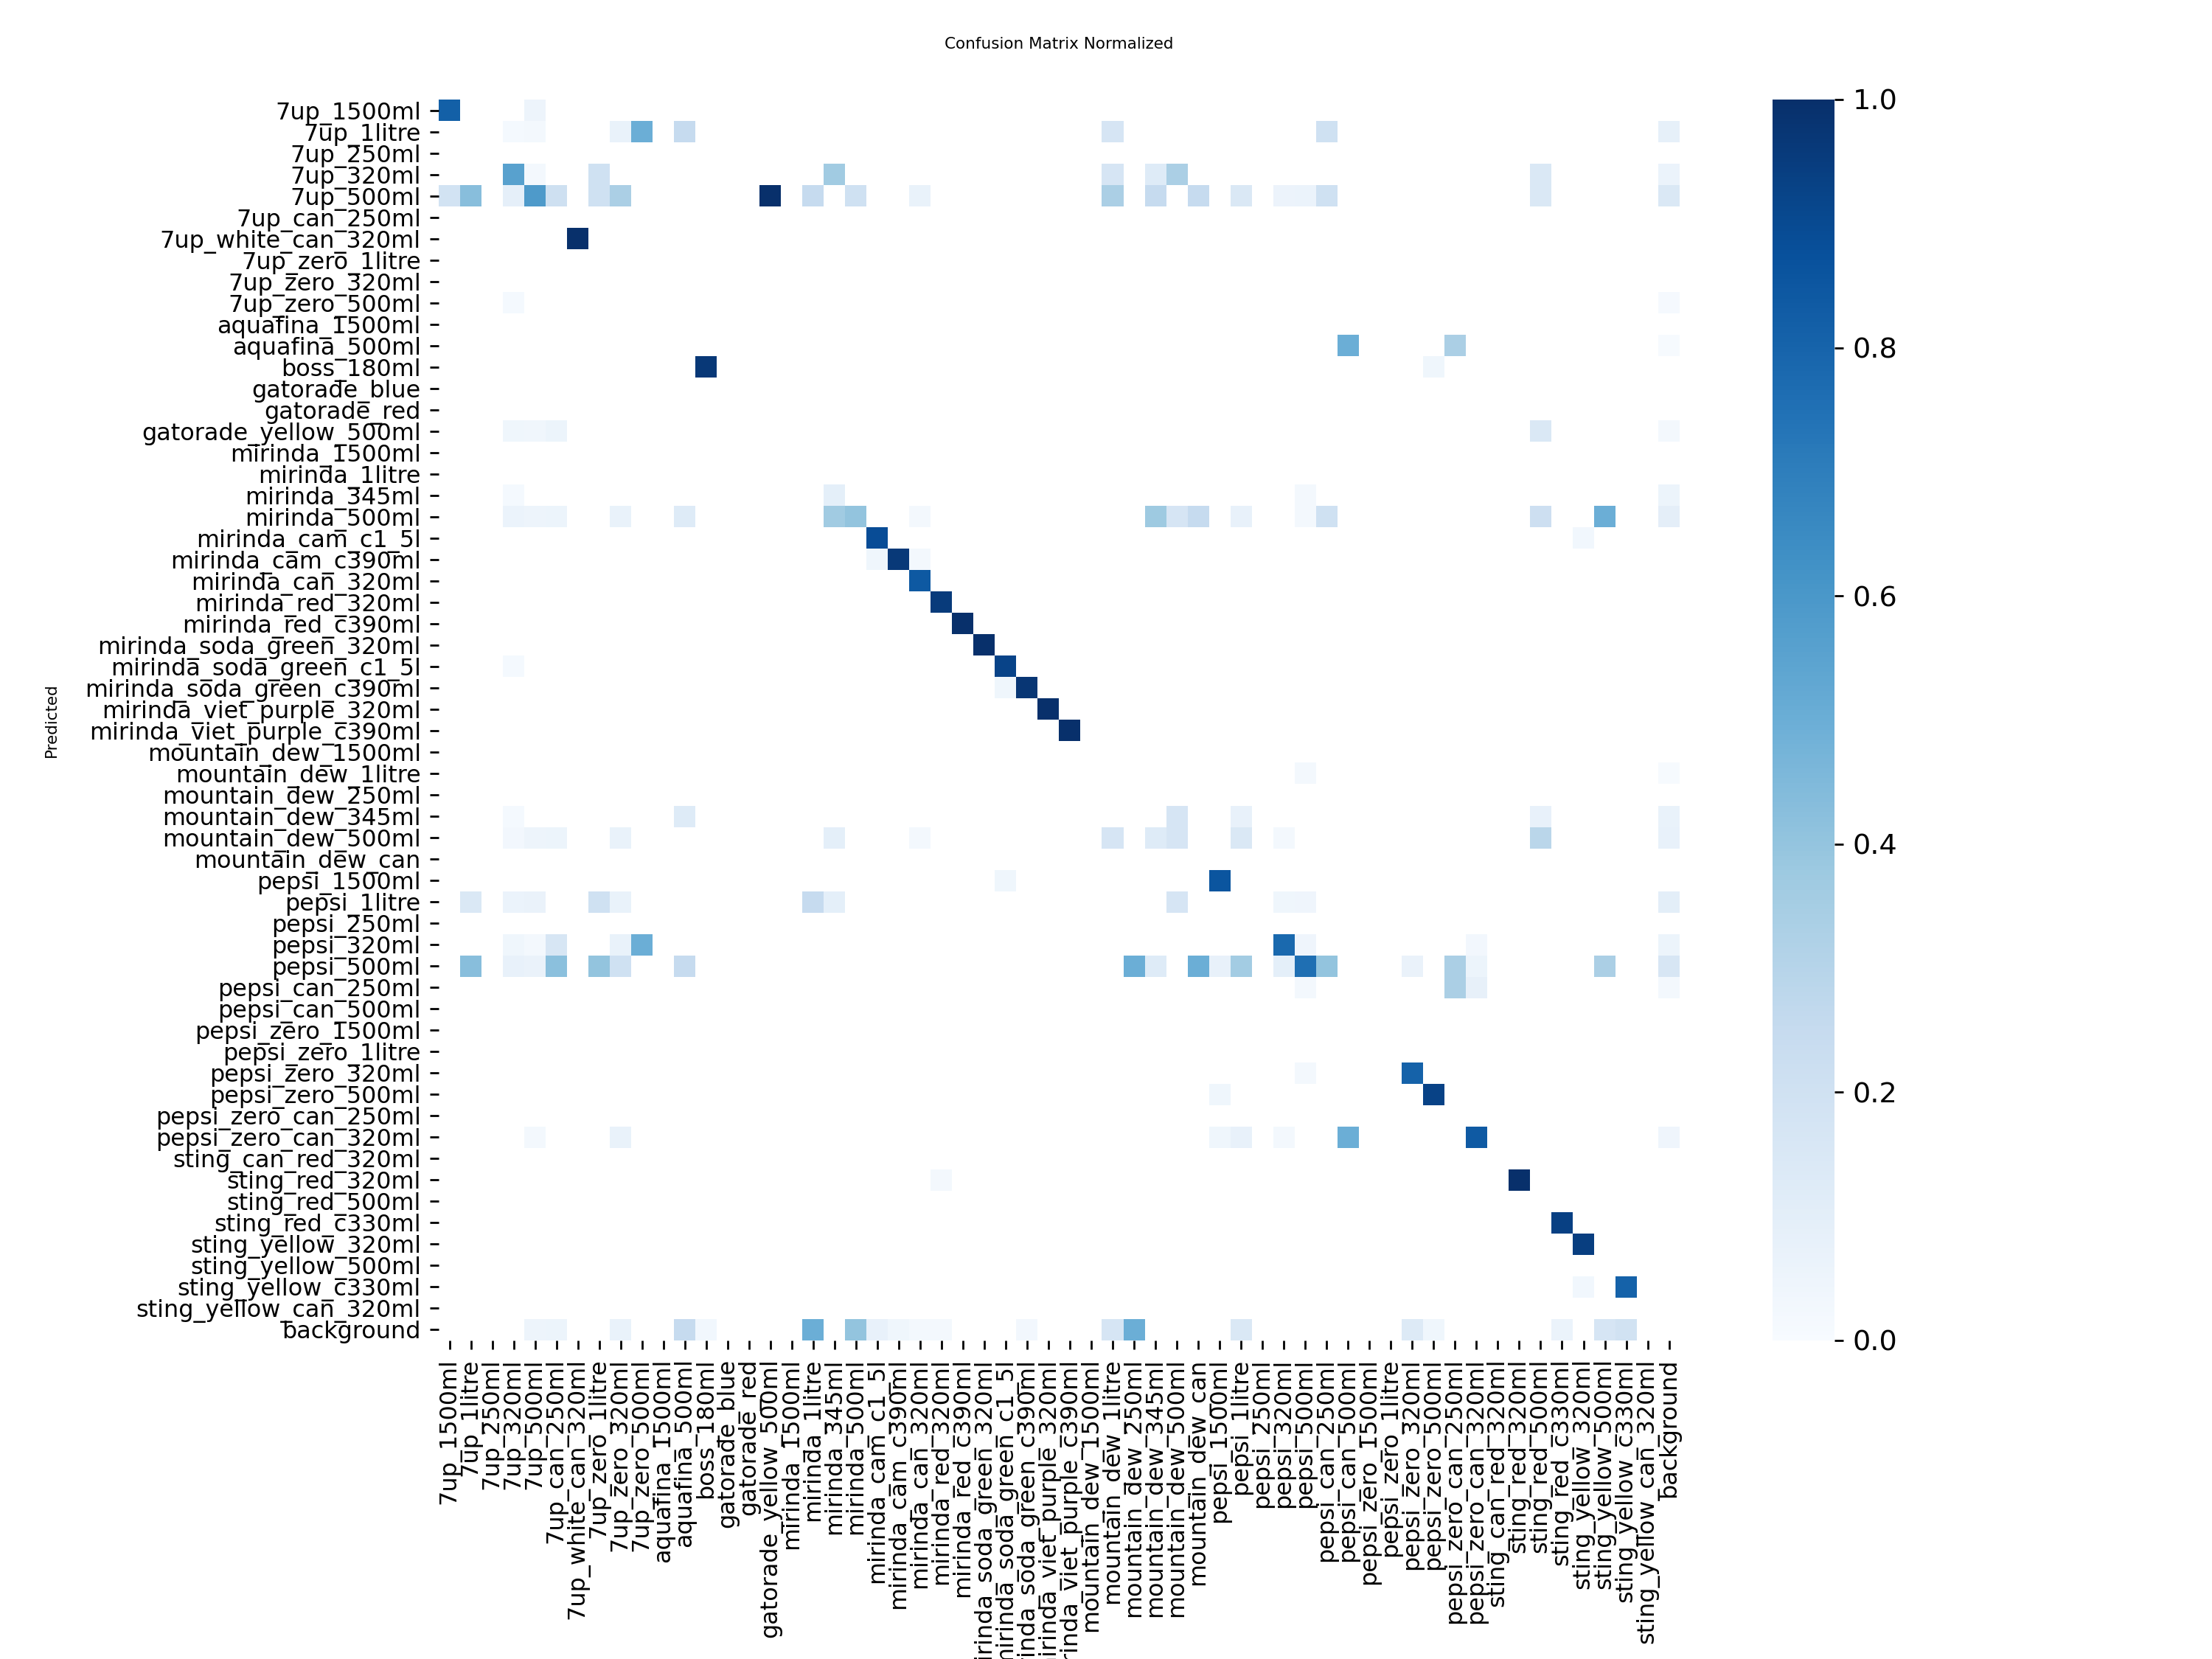 Confusion Matrix Normalized
7up_1500ml
7up_1litre
7up_250ml
7up_320ml
7up_500ml
7up_can_250ml
7up_white_can_320ml
7up_zero_1litre
7up_zero_320ml
7up_zero_500ml
aquafina_1500ml
aquafina_500ml
boss_180ml
gatorade_blue
gatorade_red
gatorade_yellow_500ml
mirinda_1500ml
mirinda_1litre
mirinda_345ml
mirinda_500ml
mirinda_cam_c1_5l
mirinda_cam_c390ml
mirinda_can_320ml
mirinda_red_320ml
mirinda_red_c390ml
mirinda_soda_green_320ml
mirinda_soda_green_c1_5l
mirinda_soda_green_c390ml
mirinda_viet_purple_320ml
mirinda_viet_purple_c390ml
mountain_dew_1500ml
mountain_dew_1litre
mountain_dew_250ml
mountain_dew_345ml
mountain_dew_500ml
mountain_dew_can
pepsi_1500ml
pepsi_1litre
pepsi_250ml
pepsi_320ml
pepsi_500ml
pepsi_can_250ml
pepsi_can_500ml
pepsi_zero_1500ml
pepsi_zero_1litre
pepsi_zero_320ml
pepsi_zero_500ml
pepsi_zero_can_250ml
pepsi_zero_can_320ml
sting_can_red_320ml
sting_red_320ml
sting_red_500ml
sting_red_c330ml
sting_yellow_320ml
sting_yellow_500ml
sting_yellow_c330ml
sting_yellow_can_320ml
background
Predicted
7up_1500ml
7up_1litre
7up_250ml
7up_320ml
7up_500ml
7up_can_250ml
7up_white_can_320ml
7up_zero_1litre
7up_zero_320ml
7up_zero_500ml
aquafina_1500ml
aquafina_500ml
boss_180ml
gatorade_blue
gatorade_red
gatorade_yellow_500ml
mirinda_1500ml
mirinda_1litre
mirinda_345ml
mirinda_500ml
mirinda_cam_c1_5l
mirinda_cam_c390ml
mirinda_can_320ml
mirinda_red_320ml
mirinda_red_c390ml
irinda_soda_green_320ml
mirinda_soda_green_c1_5l
inda_soda_green_c390ml
irinda_viet_purple_320ml
rinda_viet_purple_c390ml
mountain_dew_1500ml
mountain_dew_1litre
mountain_dew_250ml
mountain_dew_345ml
mountain_dew_500ml
mountain_dew_can
pepsi_1500ml
pepsi_1litre
pepsi_250ml
pepsi_320ml
pepsi_500ml
pepsi_can_250ml
pepsi_can_500ml
pepsi_zero_1500ml
pepsi_zero_1litre
pepsi_zero_320ml
pepsi_zero_500ml
pepsi_zero_can_250ml
pepsi_zero_can_320ml
sting_can_red_320ml
sting_red_320ml
sting_red_500ml
sting_red_c330ml
sting_yellow_320ml
sting_yellow_500ml
sting_yellow_c330ml
sting_yellow_can_320ml
background
1.0
0.8
0.6
0.4
0.2
0.0